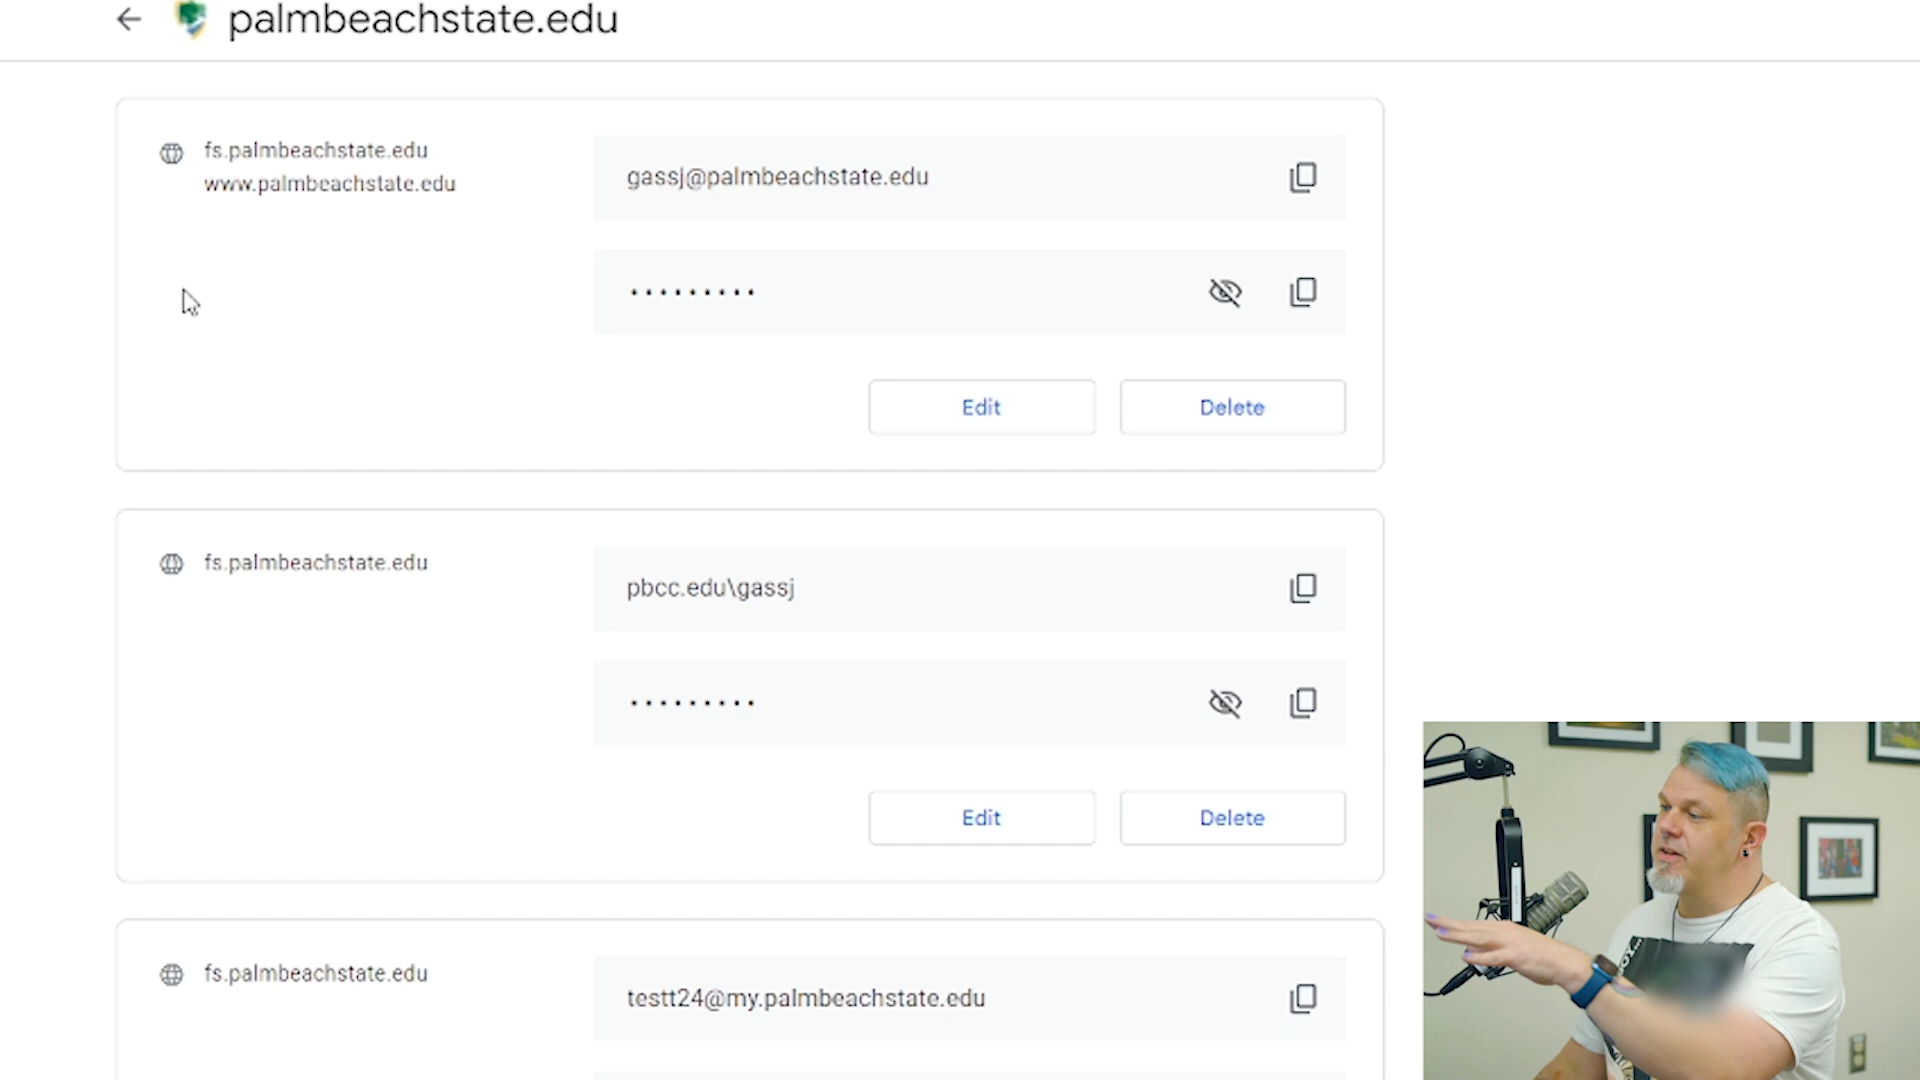 palmbeachstate.edu
fs.palmbeachstate.edu
www.palmbeachstate.edu
gassj@palmbeachstate.edu
•••••••••
Edit
Delete
fs.palmbeachstate.edu
pbcc.edu\gassj
•••••••••
Edit
Delete
fs.palmbeachstate.edu
testt24@my.palmbeachstate.edu